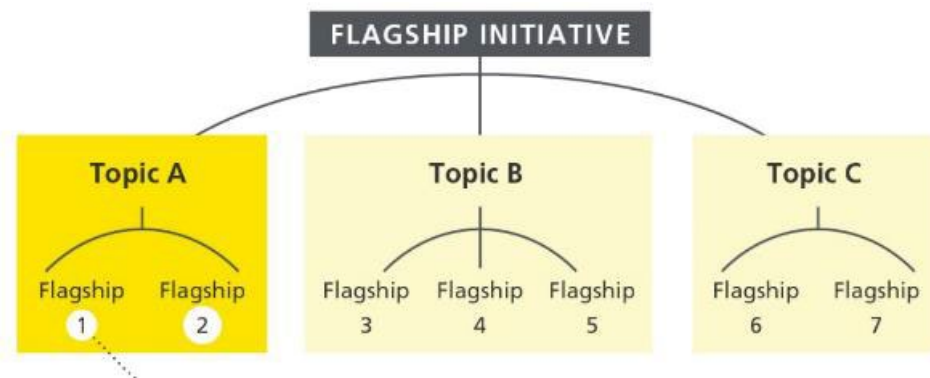 FLAGSHIP INITIATIVE
Topic A
Flagship
1
Flagship
2
Topic B
Flagship
3
Flagship
4
Flagship
5
Topic C
Flagship
6
Flagship
7